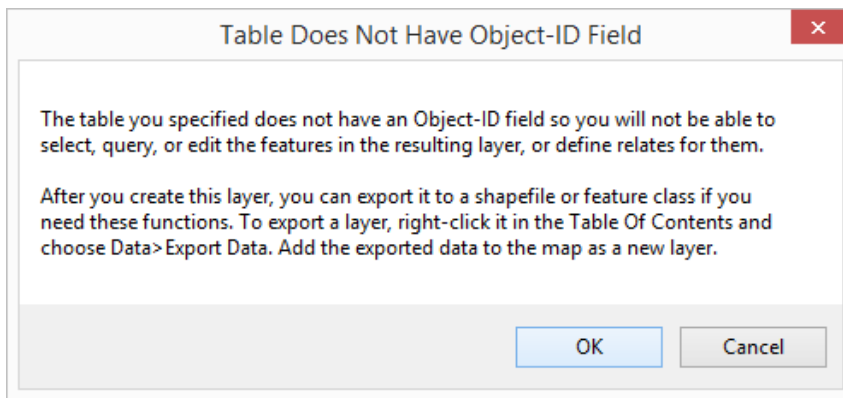 Table Does Not Have Object-ID Field
The table you specified does not have an Object-ID field so you will not be able to
select, query, or edit the features in the resulting layer, or define relates for them.
After you create this layer, you can export it to a shapefile or feature class if you
need these functions. To export a layer, right-click it in the Table Of Contents and
choose Data>Export Data. Add the exported data to the map as a new layer.
OK
Cancel